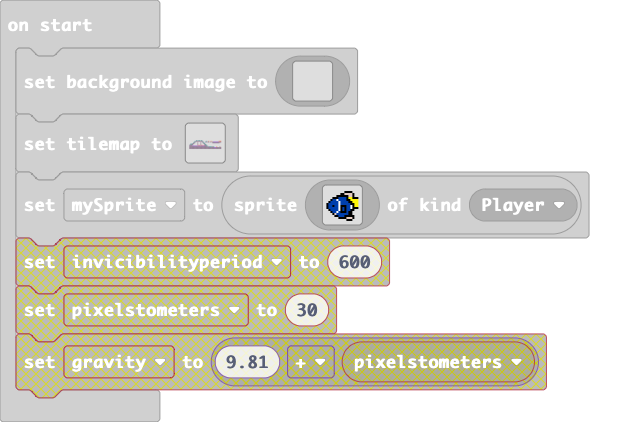 on start
set background image to
set tilemap to
set mySprite to sprite of kind Player
set invicibilityperiod to 600
set pixelstometers to 30
set gravity to 9.81 + pixelstometers